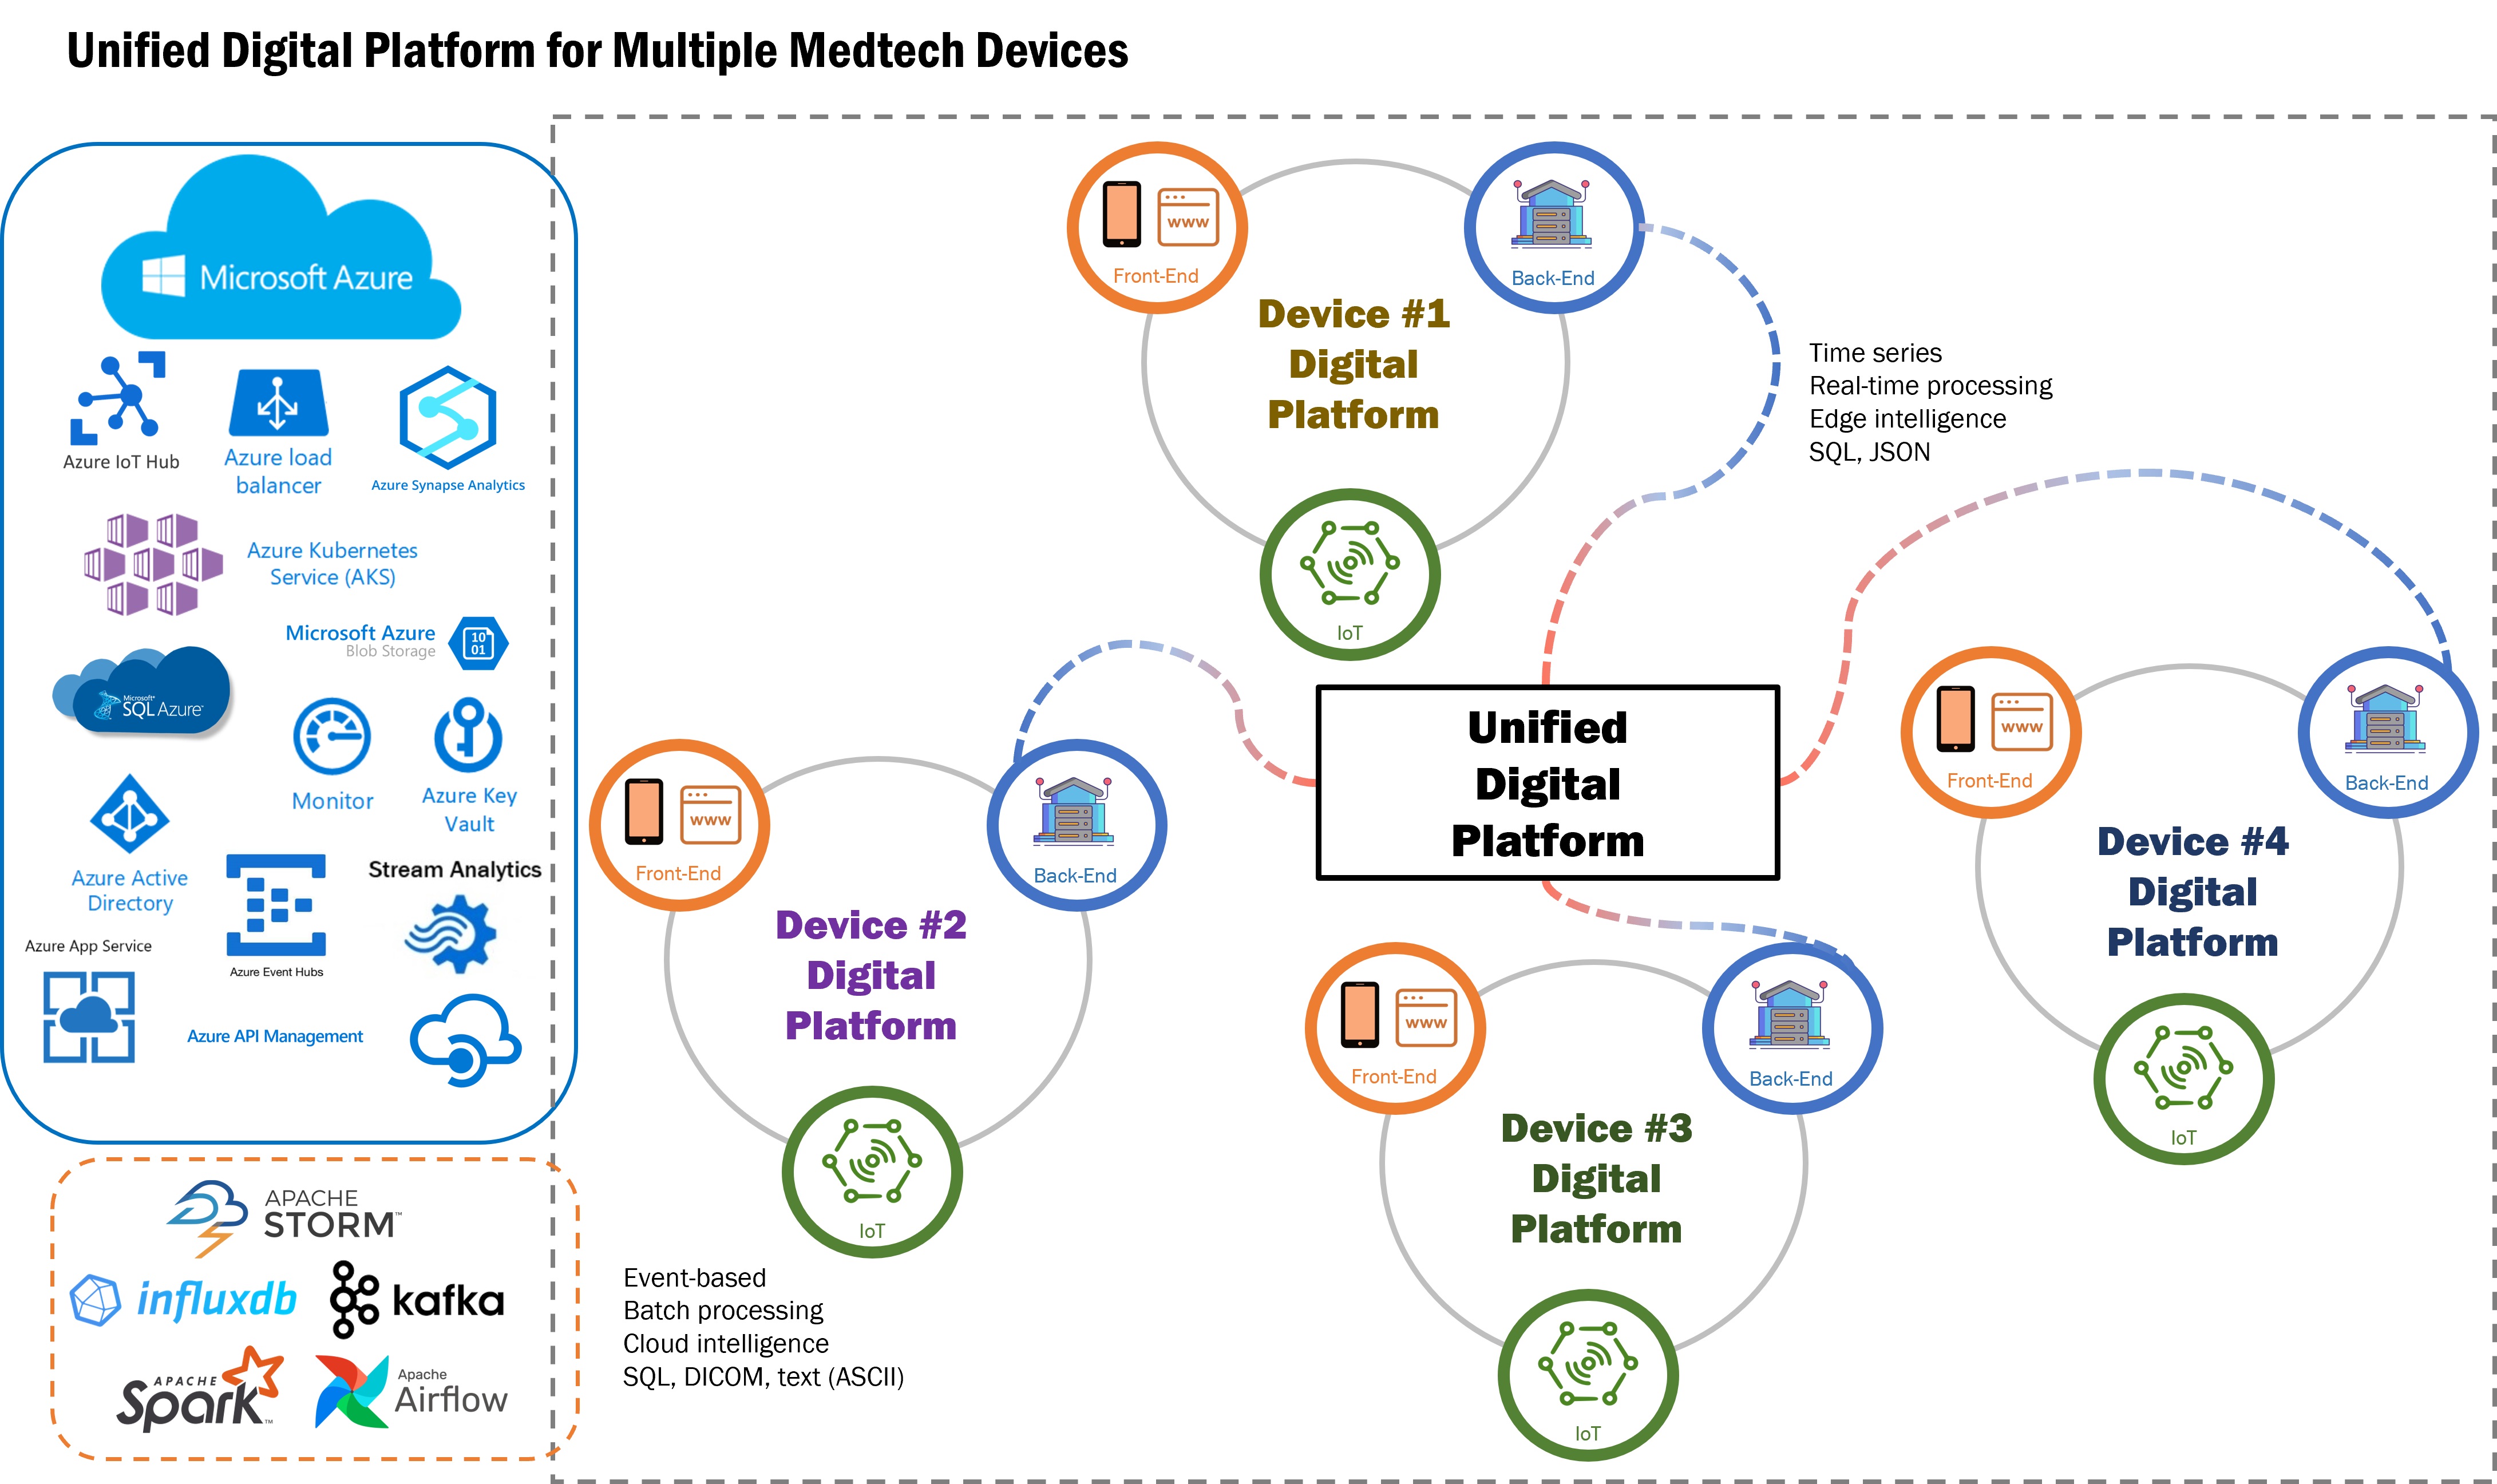 Unified Digital Platform for Multiple Medtech Devices
Microsoft Azure
Azure IoT Hub
Azure load
balancer
Azure Synapse Analytics
Azure Kubernetes
Service (AKS)
Microsoft Azure
Blob Storage
10
01
Microsoft®
SQL Azure™
Monitor
Azure Key
Vault
Azure Active
Directory
Stream Analytics
Azure App Service
Azure Event Hubs
Azure API Management
APACHE
STORM™
influxdb
kafka
APACHE
Spark™
Apache
Airflow
www
Front-End
Back-End
Device #1
Digital
Platform
IoT
Time series
Real-time processing
Edge intelligence
SQL, JSON
Unified
Digital
Platform
www
Front-End
Back-End
Device #2
Digital
Platform
IoT
Event-based
Batch processing
Cloud intelligence
SQL, DICOM, text (ASCII)
www
Front-End
Back-End
Device #3
Digital
Platform
IoT
www
Front-End
Back-End
Device #4
Digital
Platform
IoT